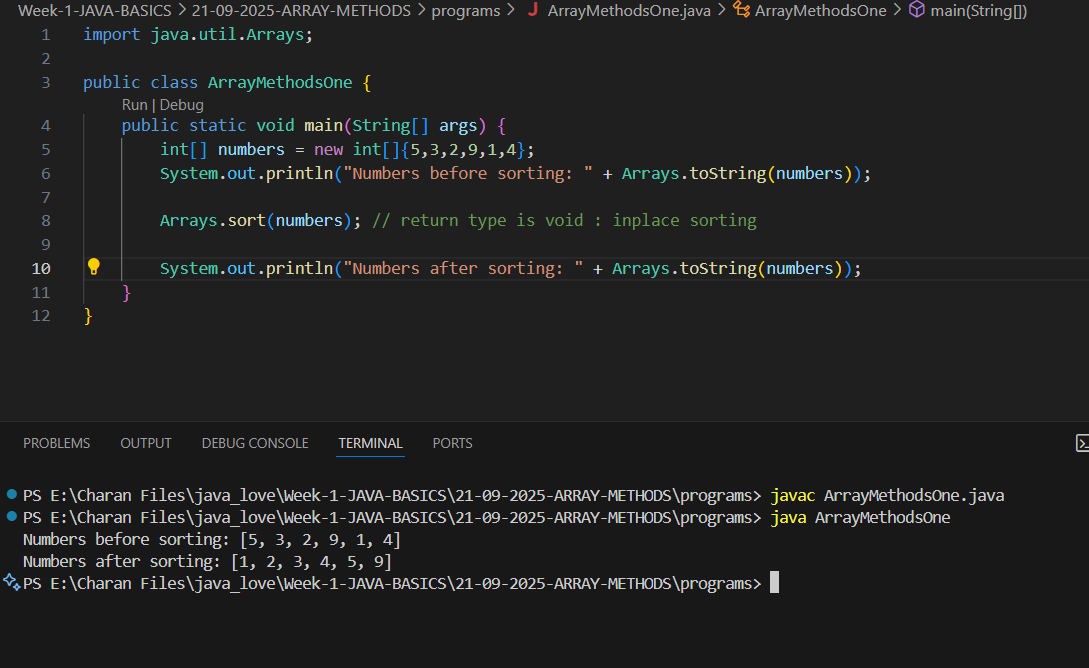 Week-1-JAVA-BASICS > 21-09-2025-ARRAY-METHODS > programs > J ArrayMethodsOne.java > ArrayMethodsOne > main(String[])
1 import java.util.Arrays;
2
3 public class ArrayMethodsOne {
Run | Debug
4 public static void main(String[] args) {
5 int[] numbers = new int[]{5,3,2,9,1,4};
6 System.out.println("Numbers before sorting: " + Arrays.toString(numbers));
7
8 Arrays.sort(numbers); // return type is void : inplace sorting
9
10 System.out.println("Numbers after sorting: " + Arrays.toString(numbers));
11 }
12 }
PROBLEMS OUTPUT DEBUG CONSOLE TERMINAL PORTS
PS E:\Charan Files\java_love\Week-1-JAVA-BASICS\21-09-2025-ARRAY-METHODS\programs> javac ArrayMethodsOne.java
PS E:\Charan Files\java_love\Week-1-JAVA-BASICS\21-09-2025-ARRAY-METHODS\programs> java ArrayMethodsOne
Numbers before sorting: [5, 3, 2, 9, 1, 4]
Numbers after sorting: [1, 2, 3, 4, 5, 9]
PS E:\Charan Files\java_love\Week-1-JAVA-BASICS\21-09-2025-ARRAY-METHODS\programs>